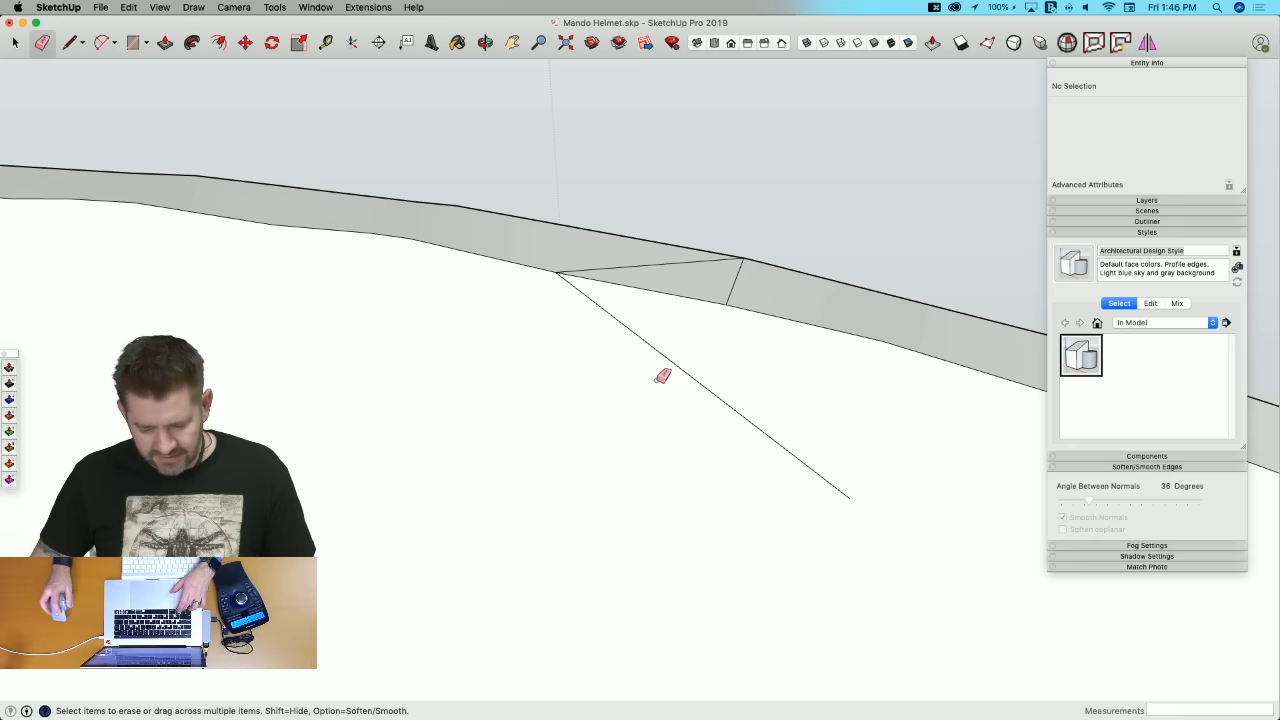 SketchUp File Edit View Draw Camera Tools Window Extensions Help
100% Fri 1:46 PM
Mando Helmet.skp - SketchUp Pro 2019
A1
Entity Info
No Selection
Advanced Attributes
Layers
Scenes
Outliner
Styles
Architectural Design Style
Default face colors. Profile edges.
Light blue sky and gray background
Select Edit Mix
In Model
Components
Soften/Smooth Edges
Angle Between Normals 36 Degrees
Smooth Normals
Soften coplanar
Fog Settings
Shadow Settings
Match Photo
Select items to erase or drag across multiple items. Shift=Hide, Option=Soften/Smooth.
Measurements